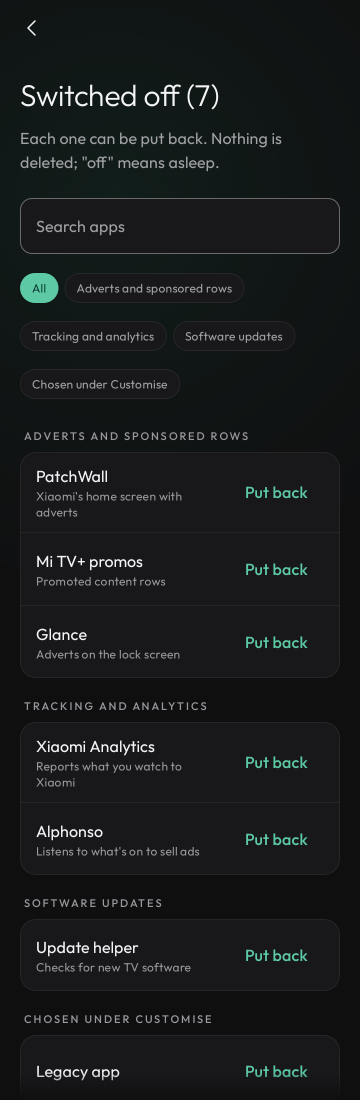 Switched off (7)
Each one can be put back. Nothing is
deleted; "off" means asleep.
Search apps
All
Adverts and sponsored rows
Tracking and analytics
Software updates
Chosen under Customise
ADVERTS AND SPONSORED ROWS
PatchWall
Xiaomi's home screen with
adverts
Put back
Mi TV+ promos
Promoted content rows
Put back
Glance
Adverts on the lock screen
Put back
TRACKING AND ANALYTICS
Xiaomi Analytics
Reports what you watch to
Xiaomi
Put back
Alphonso
Listens to what's on to sell ads
Put back
SOFTWARE UPDATES
Update helper
Checks for new TV software
Put back
CHOSEN UNDER CUSTOMISE
Legacy app
Put back